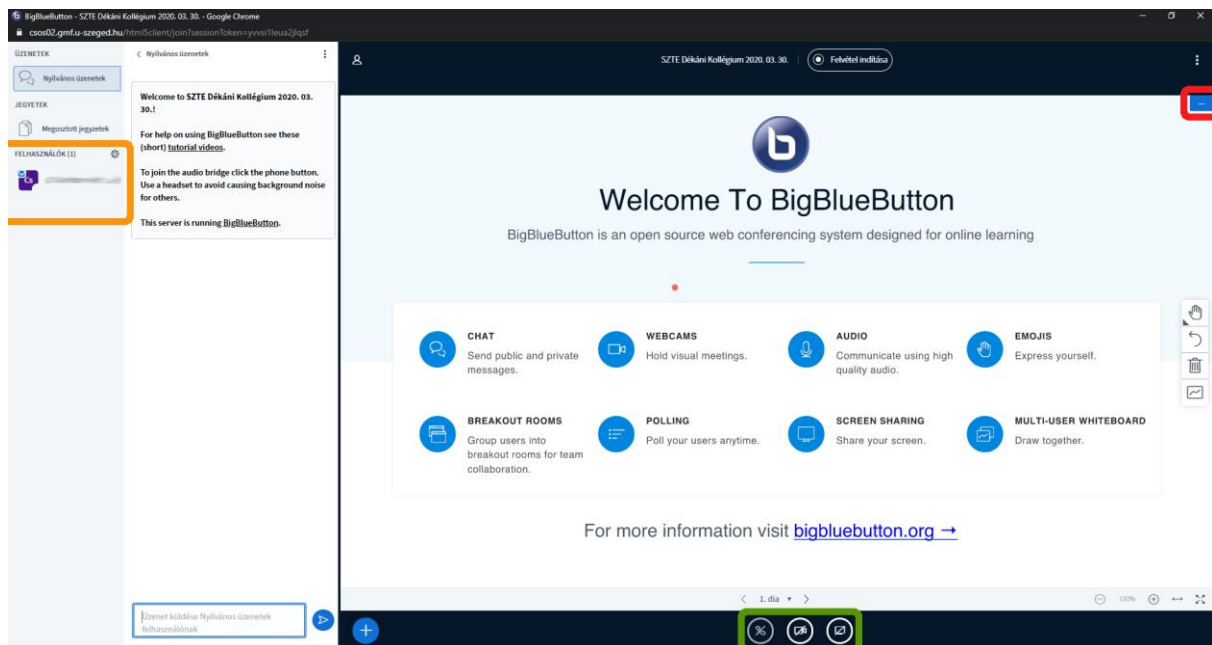 BigBlueButton - SZTE Dékáni Kollégium 2020. 03. 30. - Google Chrome
csos02.gmf.u-szeged.hu/html5client/join?sessionToken=yvvsi1leua2jlqsf
ÜZENETEK
Nyilvános üzenetek
JEGYZETEK
Megosztott jegyzetek
FELHASZNÁLÓK (1)
Cs
Nyilvános üzenetek
Welcome to SZTE Dékáni Kollégium 2020. 03.
30.!
For help on using BigBlueButton see these
(short) tutorial videos.
To join the audio bridge click the phone button.
Use a headset to avoid causing background noise
for others.
This server is running BigBlueButton.
Üzenet küldése Nyilvános üzenetek
felhasználónak
SZTE Dékáni Kollégium 2020. 03. 30.
Felvétel indítása
b
Welcome To BigBlueButton
BigBlueButton is an open source web conferencing system designed for online learning
CHAT
Send public and private
messages.
WEBCAMS
Hold visual meetings.
AUDIO
Communicate using high
quality audio.
EMOJIS
Express yourself.
BREAKOUT ROOMS
Group users into
breakout rooms for team
collaboration.
POLLING
Poll your users anytime.
SCREEN SHARING
Share your screen.
MULTI-USER WHITEBOARD
Draw together.
For more information visit bigbluebutton.org →
1. dia
100%